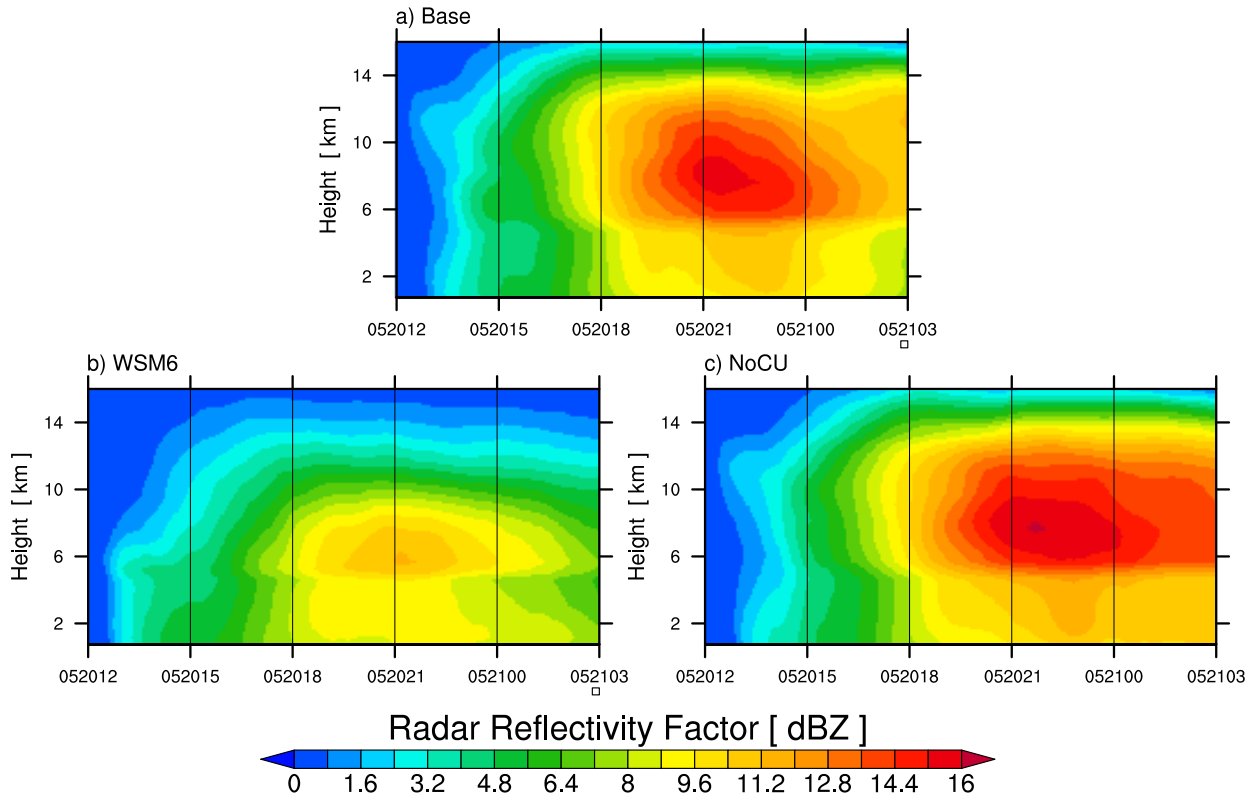 a) Base
Height [ km ]
14
10
6
2
052012 052015 052018 052021 052100 052103
b) WSM6
Height [ km ]
14
10
6
2
052012 052015 052018 052021 052100 052103
c) NoCU
Height [ km ]
14
10
6
2
052012 052015 052018 052021 052100 052103
Radar Reflectivity Factor [ dBZ ]
0 1.6 3.2 4.8 6.4 8 9.6 11.2 12.8 14.4 16